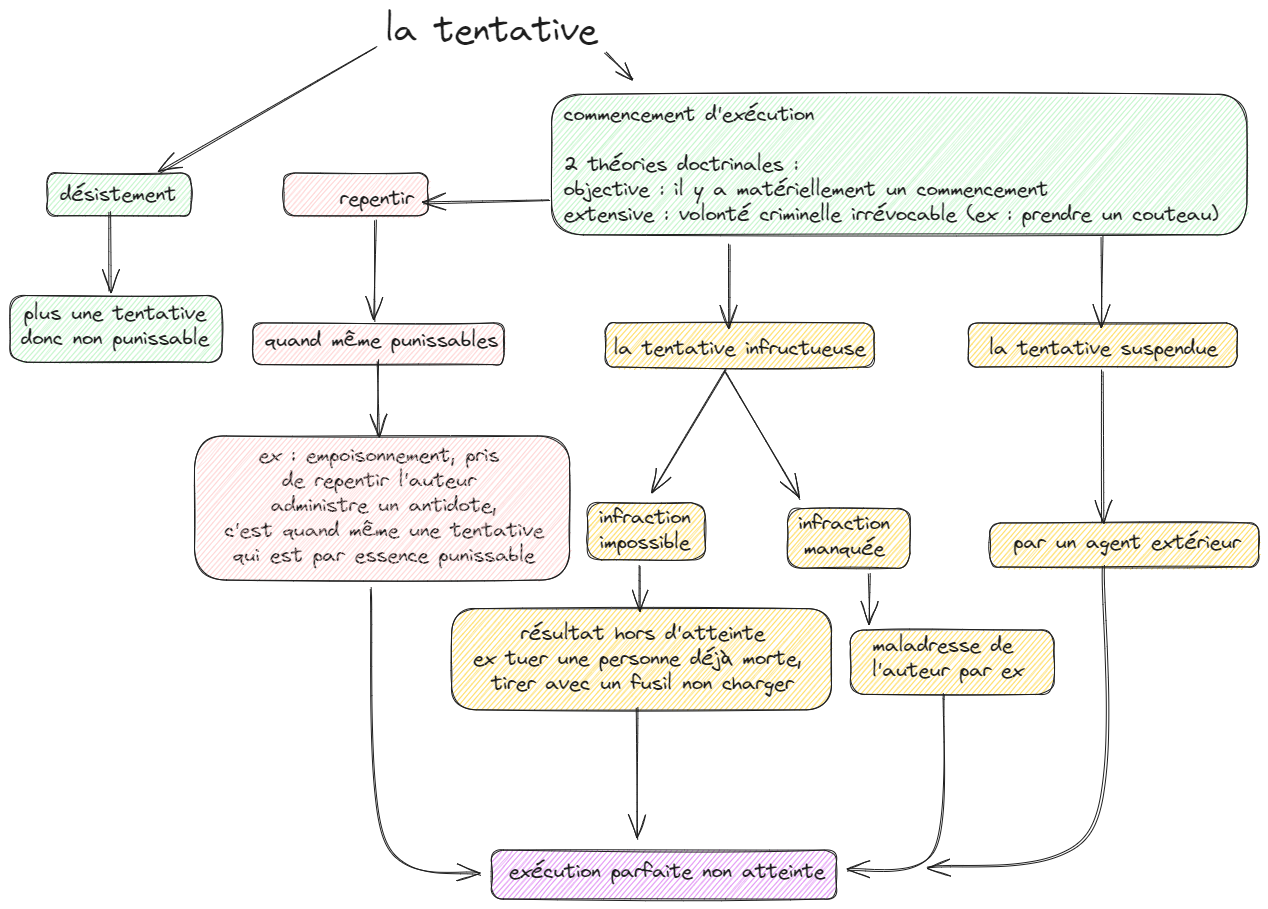 la tentative
commencement d'exécution
2 théories doctrinales :
objective : il y a matériellement un commencement
extensive : volonté criminelle irrévocable (ex : prendre un couteau)
désistement
repentir
plus une tentative
donc non punissable
quand même punissables
la tentative infructueuse
la tentative suspendue
ex : empoisonnement, pris
de repentir l'auteur
administre un antidote,
c'est quand même une tentative
qui est par essence punissable
infraction
impossible
infraction
manquée
par un agent extérieur
résultat hors d'atteinte
ex tuer une personne déjà morte,
tirer avec un fusil non charger
maladresse de
l'auteur par ex
exécution parfaite non atteinte